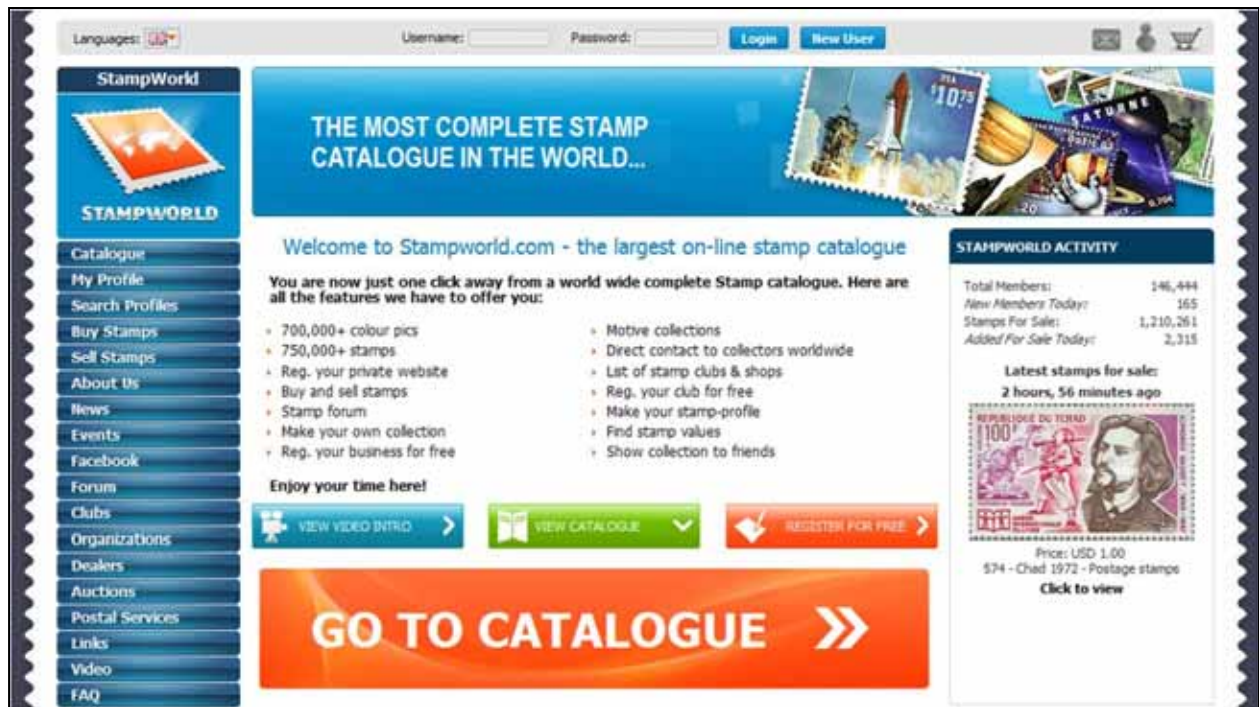 Languages:
Username:
Password:
Login
New User
StampWorld
STAMPWORLD
THE MOST COMPLETE STAMP
CATALOGUE IN THE WORLD...
USA
$10.75
SATURNE
20
0,70€
Catalogue
My Profile
Search Profiles
Buy Stamps
Sell Stamps
About Us
News
Events
Facebook
Forum
Clubs
Organizations
Dealers
Auctions
Postal Services
Links
Video
FAQ
Welcome to Stampworld.com - the largest on-line stamp catalogue
You are now just one click away from a world wide complete Stamp catalogue. Here are
all the features we have to offer you:
700,000+ colour pics
750,000+ stamps
Reg. your private website
Buy and sell stamps
Stamp forum
Make your own collection
Reg. your business for free
Motive collections
Direct contact to collectors worldwide
List of stamp clubs & shops
Reg. your club for free
Make your stamp-profile
Find stamp values
Show collection to friends
Enjoy your time here!
VIEW VIDEO INTRO
VIEW CATALOGUE
REGISTER FOR FREE
GO TO CATALOGUE
STAMPWORLD ACTIVITY
Total Members: 146,444
New Members Today: 165
Stamps For Sale: 1,210,261
Added For Sale Today: 2,315
Latest stamps for sale:
2 hours, 56 minutes ago
REPUBLIQUE DU TCHAD
100F
Price: USD 1.00
574 - Chad 1972 - Postage stamps
Click to view